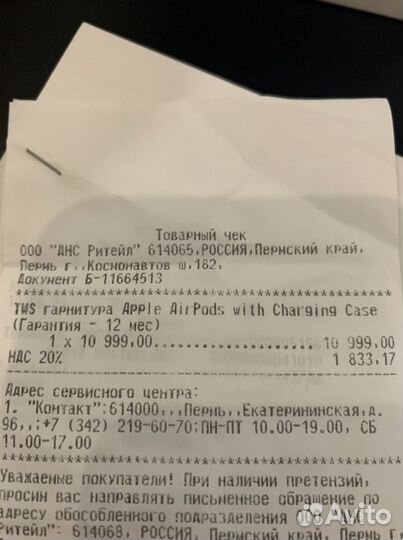 Товарный чек
ООО "ДНС Ритейл" 614065,РОССИЯ,Пермский край,
Пермь г,,Космонавтов ш,182,
Документ Б-11664513
TWS гарнитура Apple AirPods with Charging Case
(Гарантия - 12 мес)
1 x 10 999.00..................... 10 999.00
НДС 20% 1 833,17
Адрес сервисного центра:
1. "Контакт";614000,,,Пермь,,Екатерининская,д.
96,,;+7 (342) 219-60-70;ПН-ПТ 10.00-19.00, СБ
11.00-17.00
Уважаемые покупатели! При наличии претензий,
просим вас направлять письменное обращение по
адресу обособленного подразделения ООО "ДНС
Ритейл": 614068, РОССИЯ, Пермский край, Пермь Г,
Avito